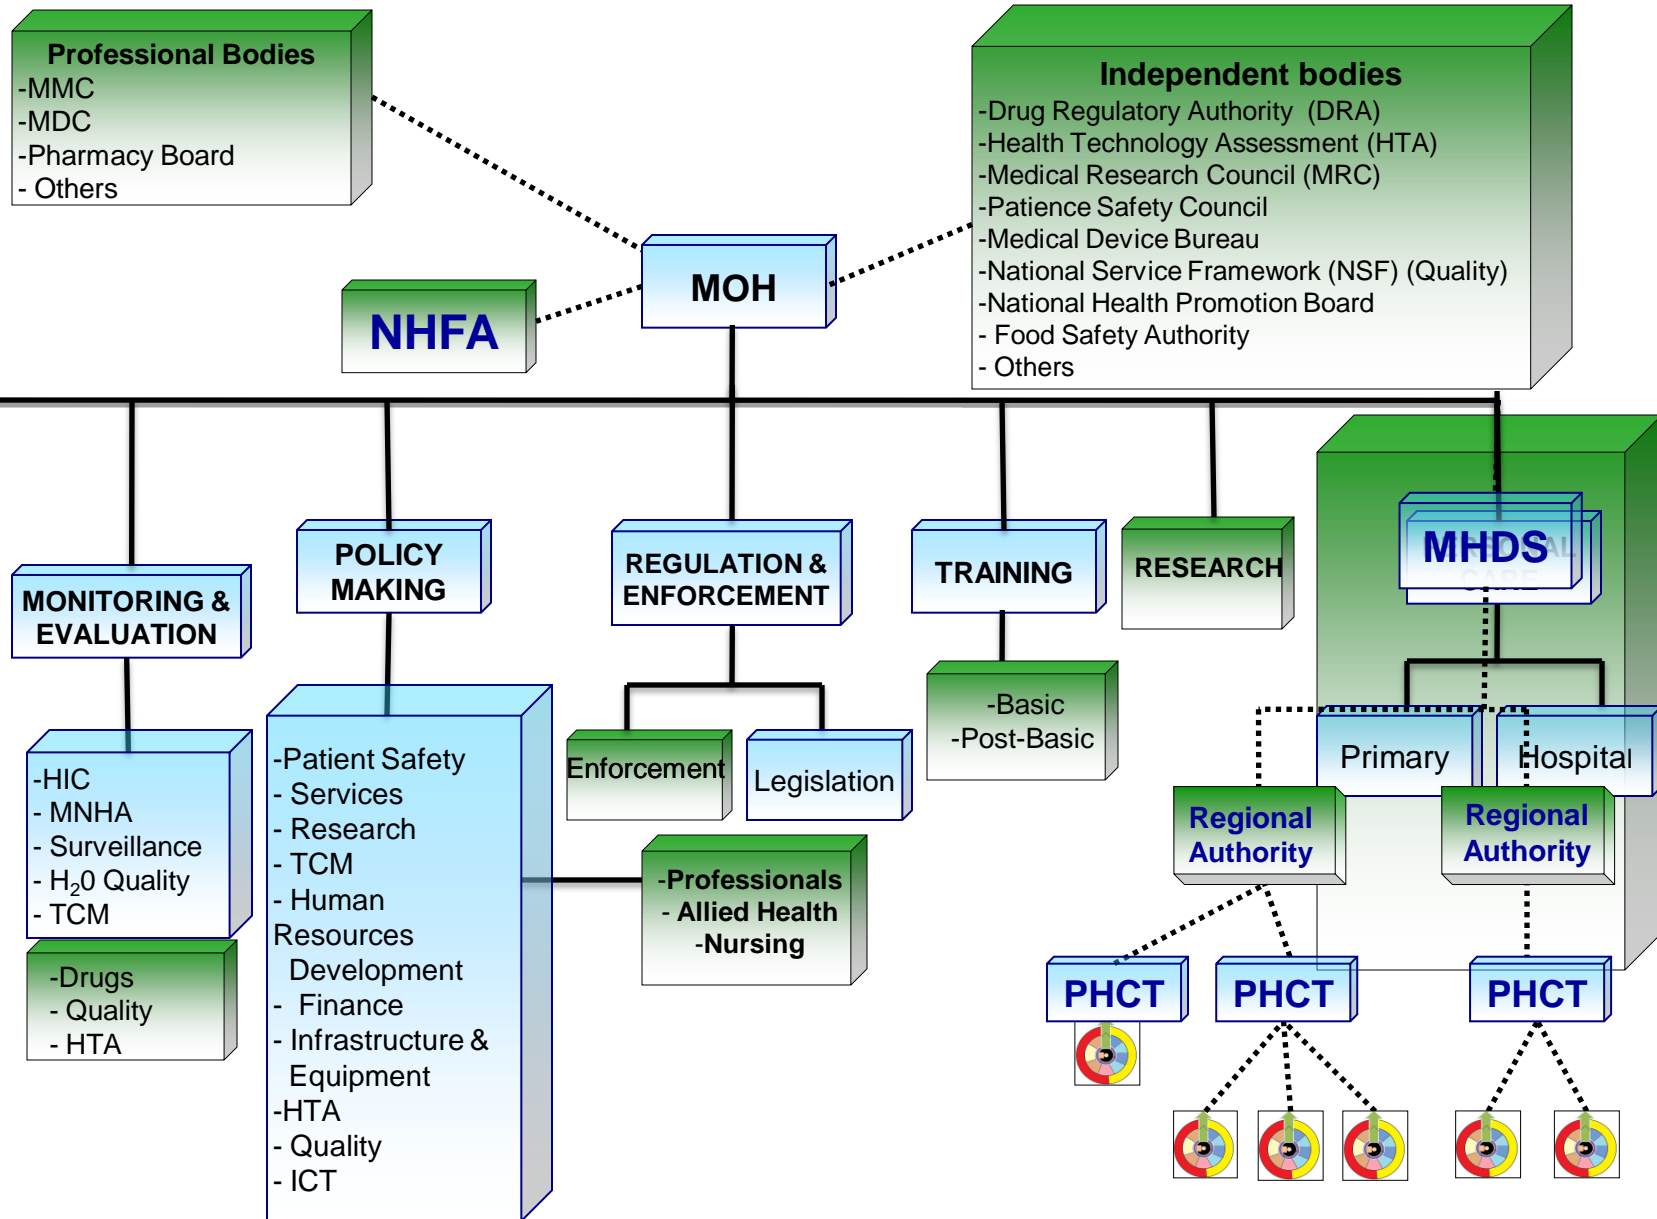 Professional Bodies
-MMC
-MDC
-Pharmacy Board
- Others
Independent bodies
-Drug Regulatory Authority (DRA)
-Health Technology Assessment (HTA)
-Medical Research Council (MRC)
-Patience Safety Council
-Medical Device Bureau
-National Service Framework (NSF) (Quality)
-National Health Promotion Board
- Food Safety Authority
- Others
MOH
NHFA
MONITORING &
EVALUATION
POLICY
MAKING
REGULATION &
ENFORCEMENT
TRAINING
RESEARCH
MHDS
PERSONAL
CARE
-HIC
- MNHA
- Surveillance
- H₂0 Quality
- TCM
-Drugs
- Quality
- HTA
-Patient Safety
- Services
- Research
- TCM
- Human
Resources
Development
- Finance
- Infrastructure &
Equipment
-HTA
- Quality
- ICT
Enforcement
Legislation
-Professionals
- Allied Health
-Nursing
-Basic
-Post-Basic
Primary
Hospital
Regional
Authority
Regional
Authority
PHCT
PHCT
PHCT